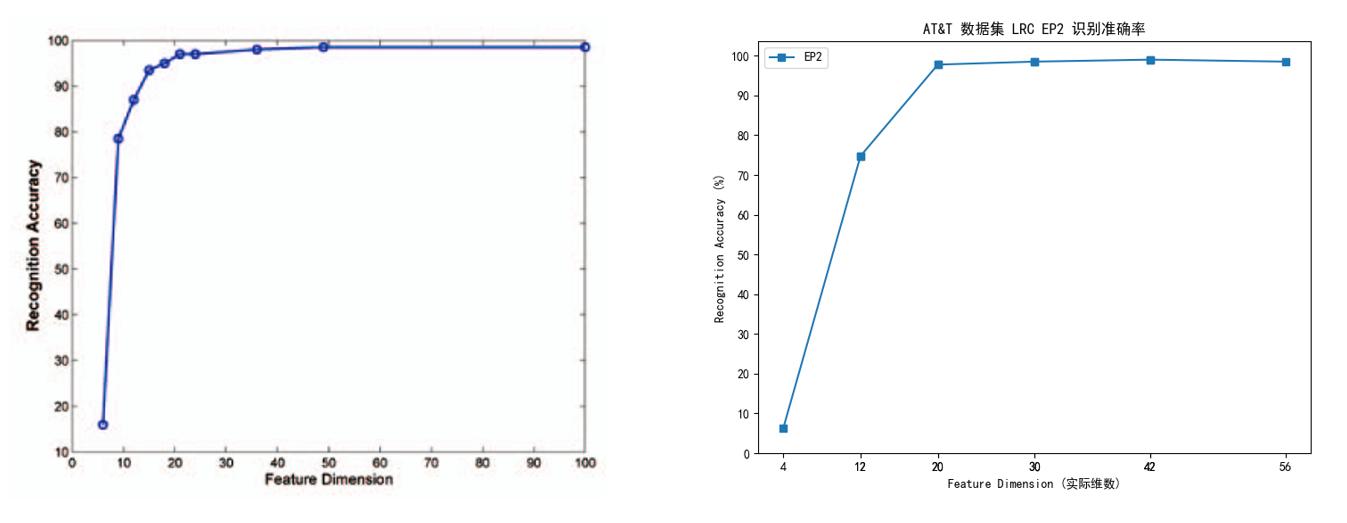 100
90
80
70
60
50
40
30
20
10
Recognition Accuracy
0 10 20 30 40 50 60 70 80 90 100
Feature Dimension
AT&T 数据集 LRC EP2 识别准确率
EP2
100
90
80
70
60
50
40
30
20
10
0
Recognition Accuracy (%)
4 12 20 30 42 56
Feature Dimension (实际维数)